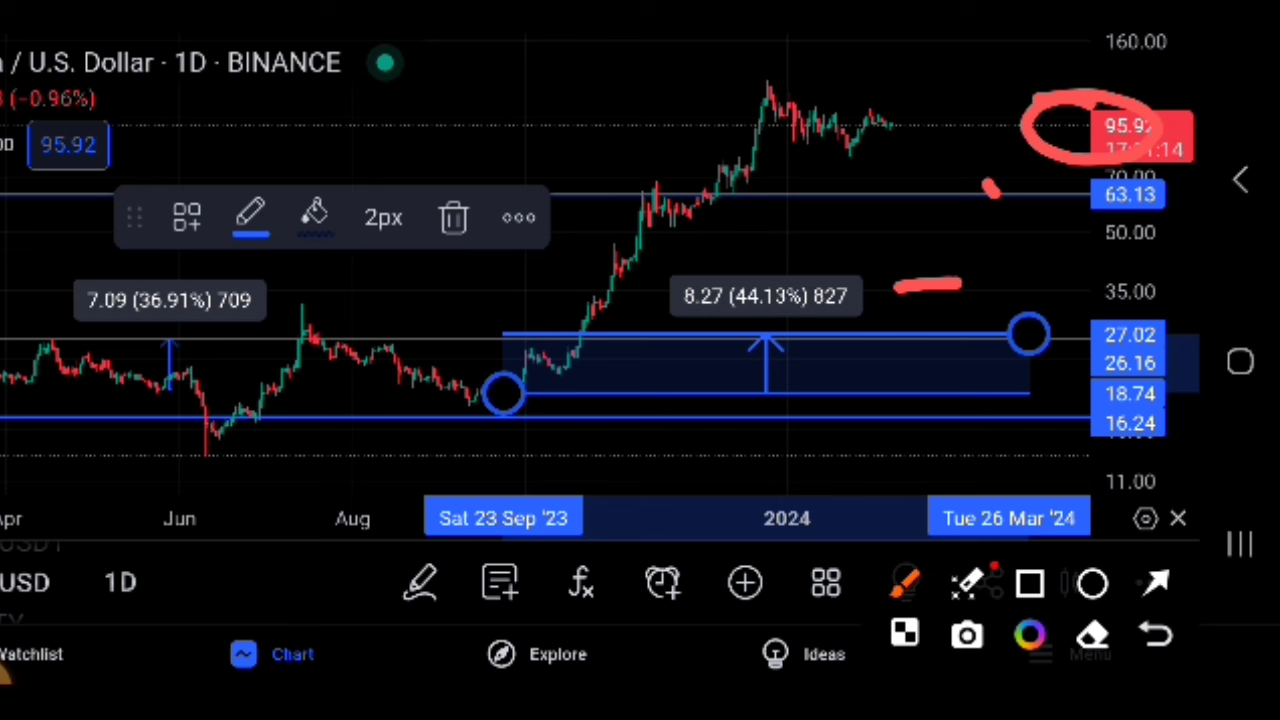 / U.S. Dollar · 1D · BINANCE
(−0.96%)
95.92
2px
7.09 (36.91%) 709
8.27 (44.13%) 827
160.00
95.9
70.00
63.13
50.00
35.00
27.02
26.16
18.74
16.24
11.00
Jun
Aug
Sat 23 Sep '23
2024
Tue 26 Mar '24
USD
1D
Chart
Explore
Ideas
Menu